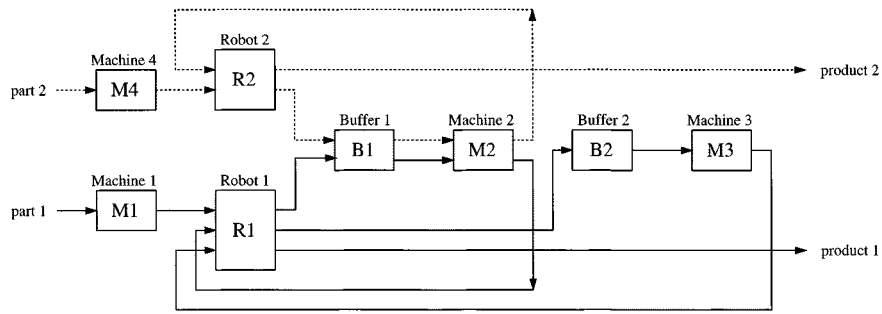 Robot 2
Machine 4
part 2
M4
R2
product 2
Buffer 1
Machine 2
Buffer 2
Machine 3
B1
M2
B2
M3
Machine 1
Robot 1
part 1
M1
R1
product 1